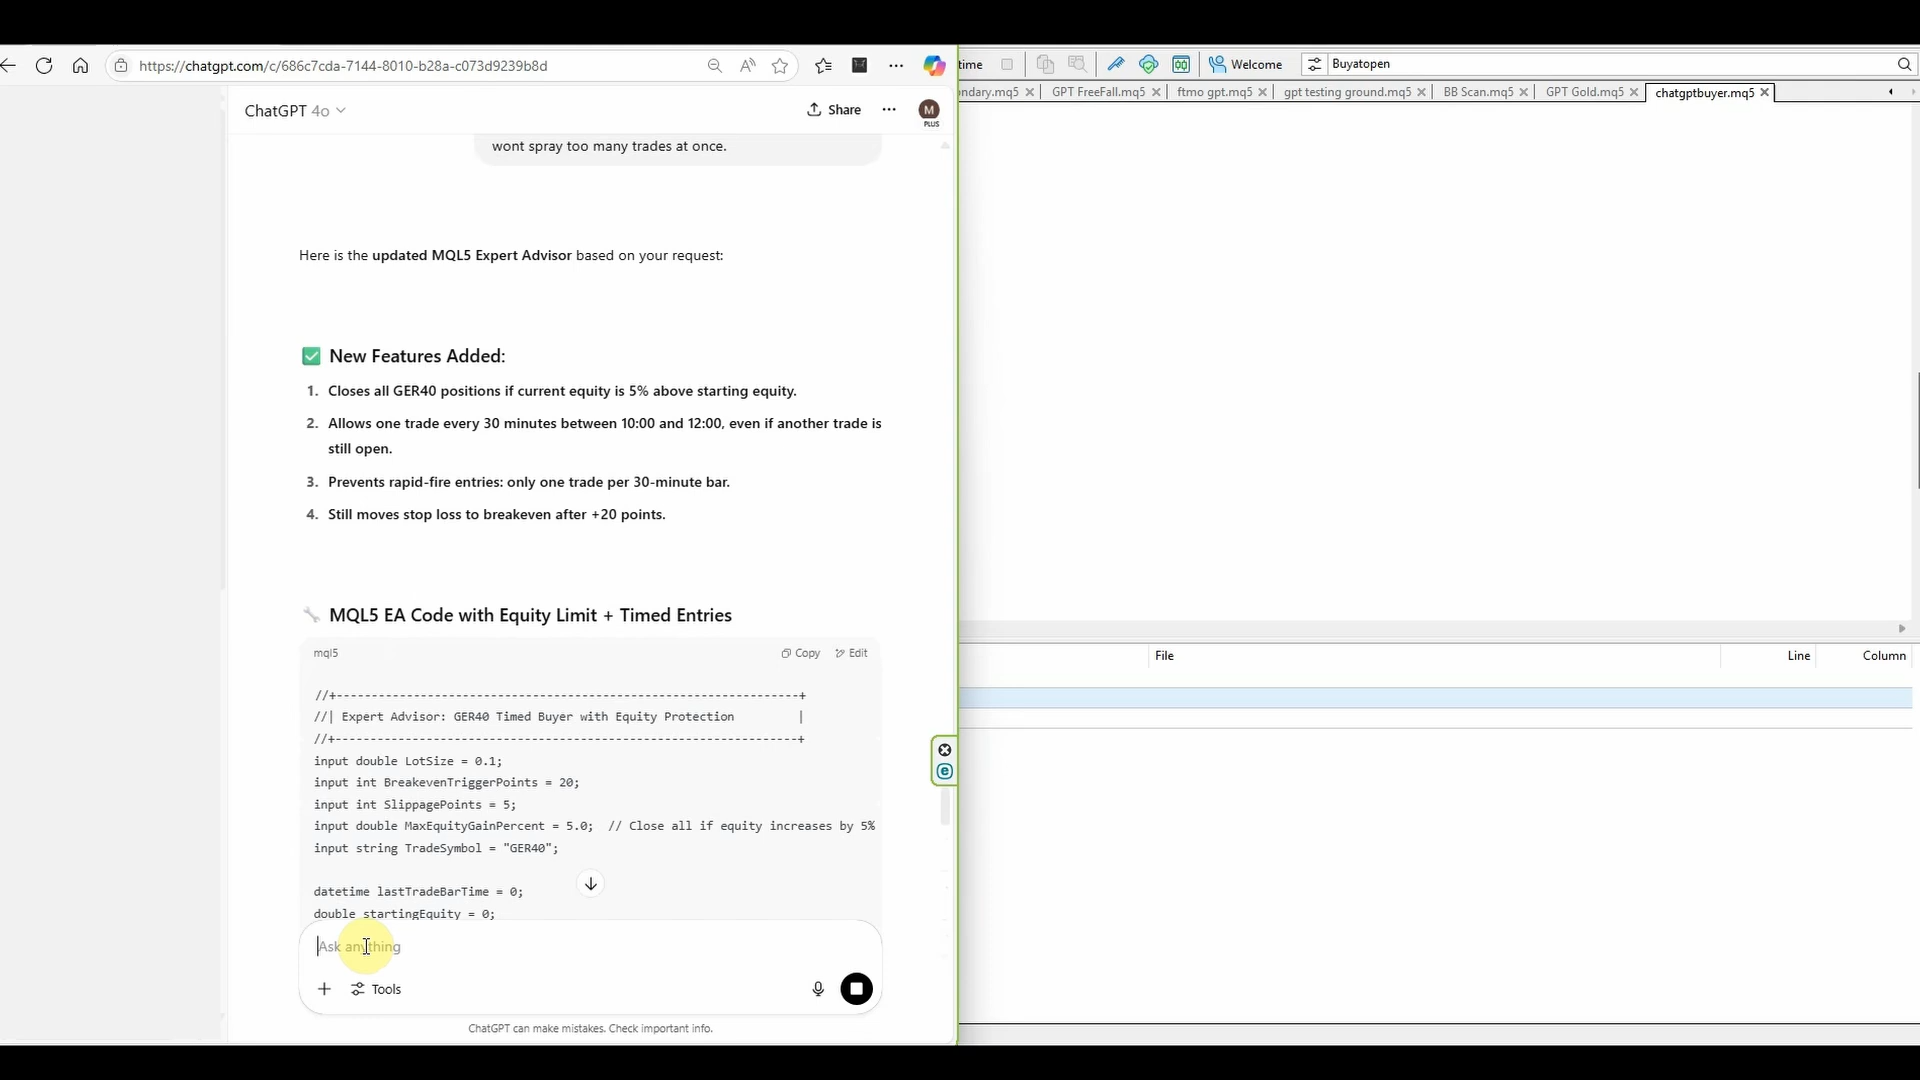 https://chatgpt.com/c/686c7cda-7144-8010-b28a-c073d9239b8d
time
Welcome
Buyatopen
ndary.mq5
GPT FreeFall.mq5
ftmo gpt.mq5
gpt testing ground.mq5
BB Scan.mq5
GPT Gold.mq5
chatgptbuyer.mq5
ChatGPT 4o
Share
M
PLUS
wont spray too many trades at once.
Here is the updated MQL5 Expert Advisor based on your request:
New Features Added:
1. Closes all GER40 positions if current equity is 5% above starting equity.
2. Allows one trade every 30 minutes between 10:00 and 12:00, even if another trade is
still open.
3. Prevents rapid-fire entries: only one trade per 30-minute bar.
4. Still moves stop loss to breakeven after +20 points.
MQL5 EA Code with Equity Limit + Timed Entries
mql5
Copy
Edit
//+------------------------------------------------------------------+
//| Expert Advisor: GER40 Timed Buyer with Equity Protection         |
//+------------------------------------------------------------------+
input double LotSize = 0.1;
input int BreakevenTriggerPoints = 20;
input int SlippagePoints = 5;
input double MaxEquityGainPercent = 5.0;  // Close all if equity increases by 5%
input string TradeSymbol = "GER40";
datetime lastTradeBarTime = 0;
double startingEquity = 0;
Ask anything
Tools
ChatGPT can make mistakes. Check important info.
File
Line
Column